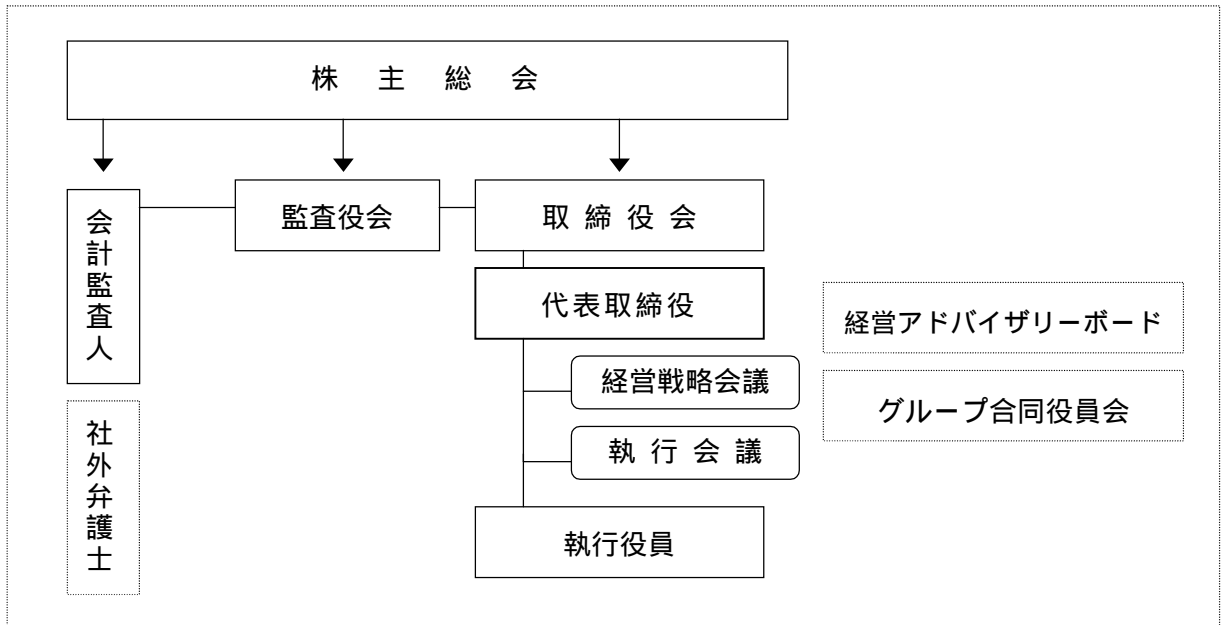 株主総会
会計監査人
監査役会
取締役会
代表取締役
経営戦略会議
執行会議
執行役員
経営アドバイザリーボード
グループ合同役員会
社外弁護士